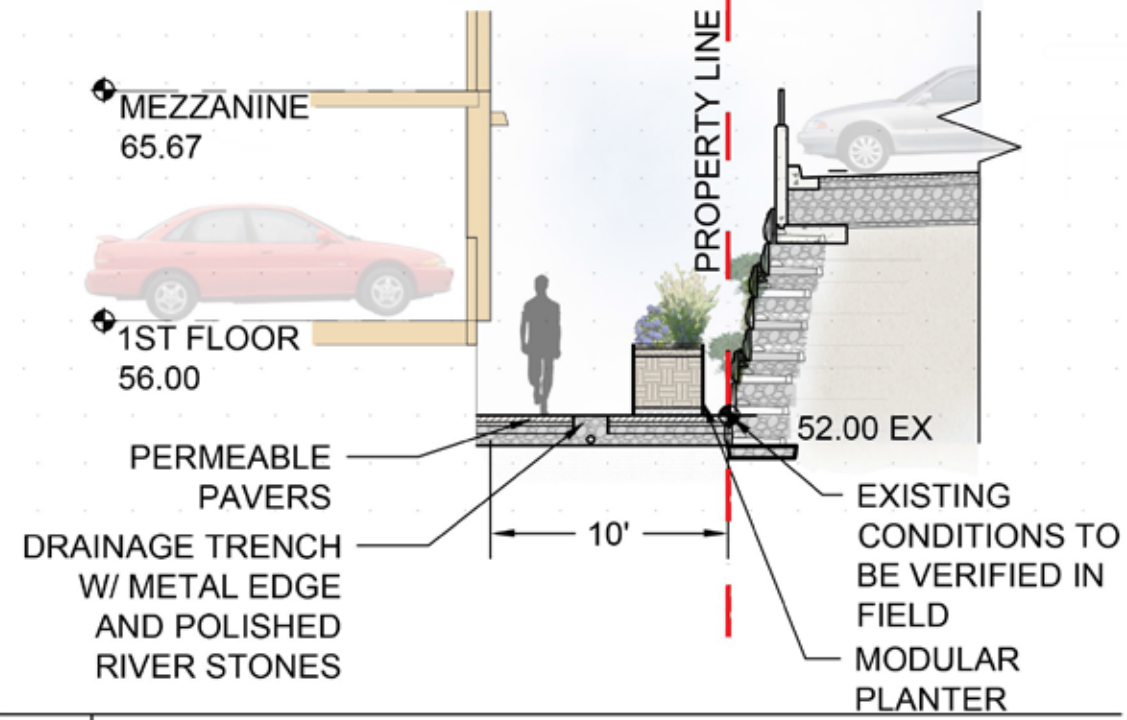 PROPERTY LINE
MEZZANINE
65.67
1ST FLOOR
56.00
52.00 EX
PERMEABLE
PAVERS
10'
EXISTING
CONDITIONS TO
BE VERIFIED IN
FIELD
DRAINAGE TRENCH
W/ METAL EDGE
AND POLISHED
RIVER STONES
MODULAR
PLANTER